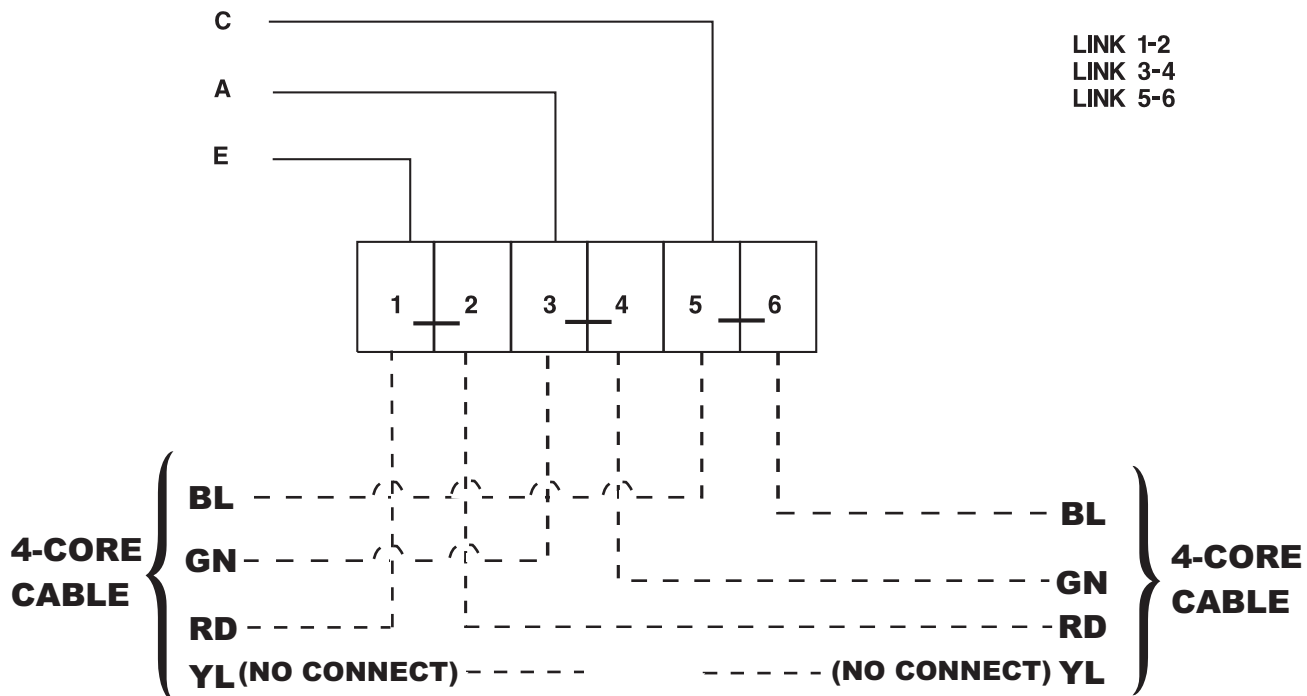 C
A
E
LINK 1-2
LINK 3-4
LINK 5-6
1 2 3 4 5 6
4-CORE
CABLE
BL
GN
RD
YL (NO CONNECT)
BL
GN
RD
(NO CONNECT) YL
4-CORE
CABLE